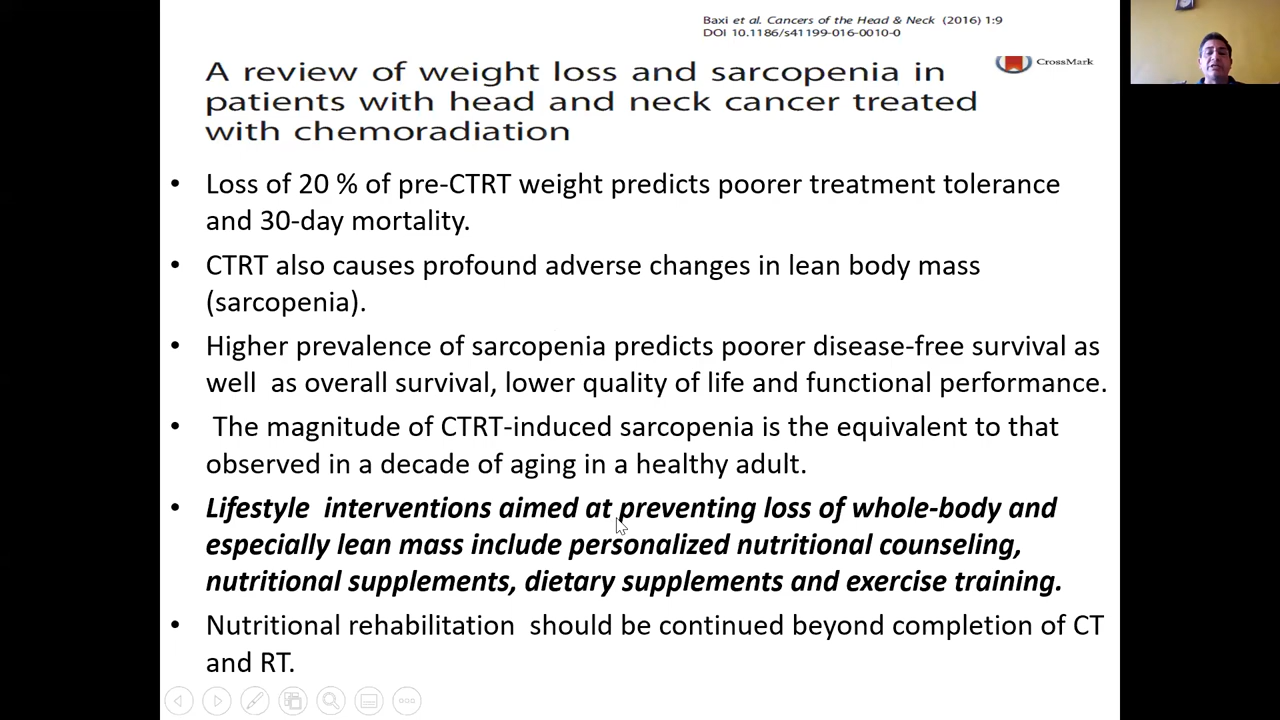 Baxi et al. Cancers of the Head & Neck (2016) 1:9
DOI 10.1186/s41199-016-0010-0
CrossMark
A review of weight loss and sarcopenia in
patients with head and neck cancer treated
with chemoradiation
• Loss of 20 % of pre-CTRT weight predicts poorer treatment tolerance
and 30-day mortality.
• CTRT also causes profound adverse changes in lean body mass
(sarcopenia).
• Higher prevalence of sarcopenia predicts poorer disease-free survival as
well as overall survival, lower quality of life and functional performance.
• The magnitude of CTRT-induced sarcopenia is the equivalent to that
observed in a decade of aging in a healthy adult.
• Lifestyle interventions aimed at preventing loss of whole-body and
especially lean mass include personalized nutritional counseling,
nutritional supplements, dietary supplements and exercise training.
• Nutritional rehabilitation should be continued beyond completion of CT
and RT.